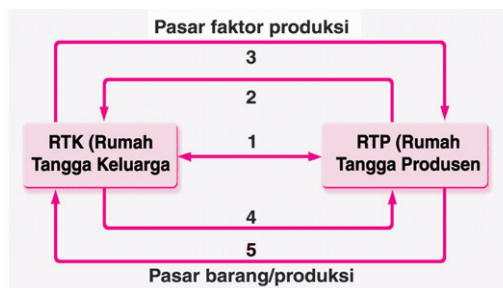 Pasar faktor produksi
3
2
RTK (Rumah
Tangga Keluarga
1
RTP (Rumah
Tangga Produsen
4
5
Pasar barang/produksi